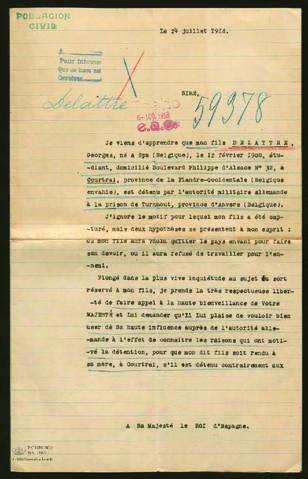 POBLACION
CIVIL
Le 24 juillet 1918.
A
Pour informer
Delattre
59378
SIRE,
Je viens d'apprendre que mon fils DELATTRE,
Georges, né à Spa (Belgique), le 12 février 1900, étu-
diant, domicilié Boulevard Philippe d'Alsace N° 32, à
Courtrai, province de la Flandre-Occidentale (Belgique
envahie), est détenu par l'autorité militaire allemande
à la prison de Turnhout, province d'Anvers (Belgique).
J'ignore le motif pour lequel mon fils a été cap-
turé, mais deux hypothèses se présentent à mon esprit :
ou mon fils aura voulu quitter le pays envahi pour faire
son devoir, ou il aura refusé de travailler pour l'en-
nemi.
Plongé dans la plus vive inquiétude au sujet du sort
réservé à mon fils, je prends la très respectueuse liber-
té de faire appel à la haute bienveillance de Votre
MAJESTÉ et Lui demander qu'Il Lui plaise de vouloir bien
user de Sa haute influence auprès de l'autorité alle-
mande à l'effet de connaître les raisons qui ont moti-
vé la détention, pour que mon dit fils soit rendu à
sa mère, à Courtrai, s'il est détenu contrairement aux
A Sa Majesté le ROI d'Espagne.